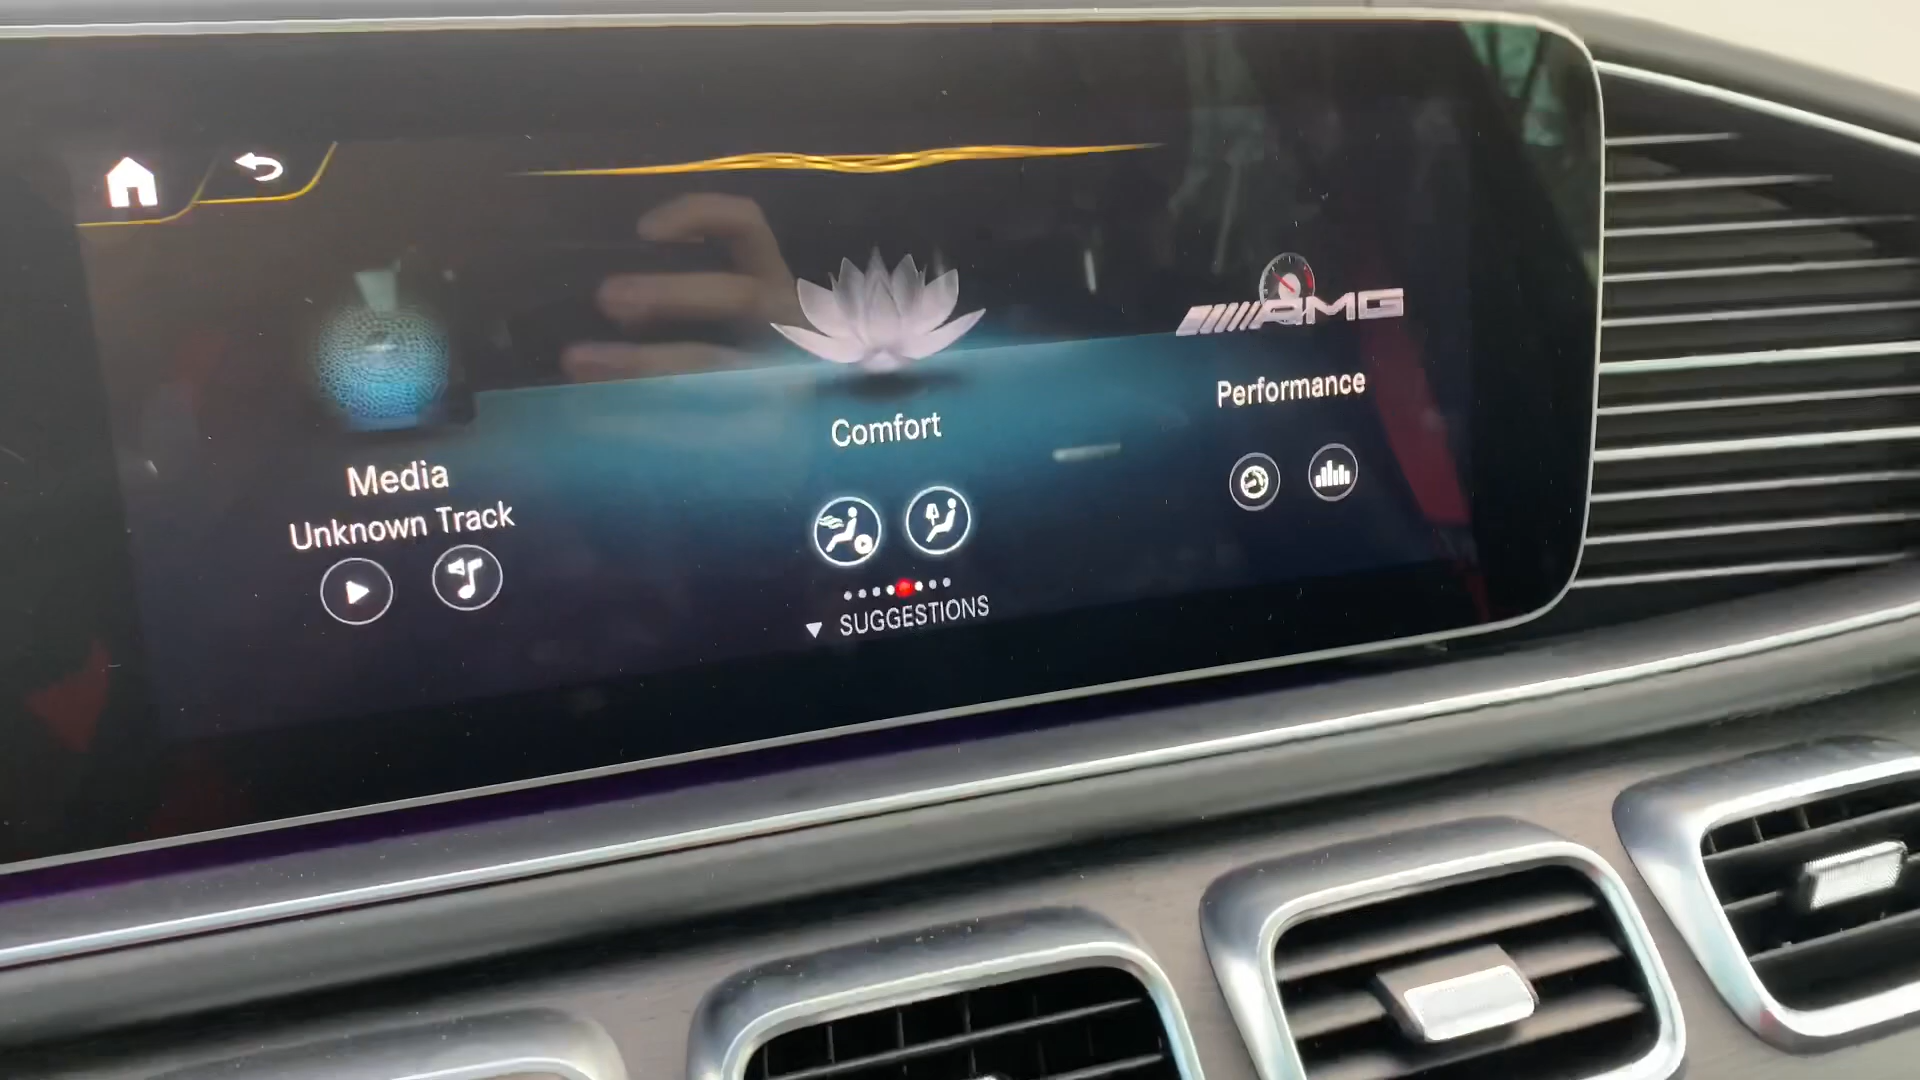 Media
Unknown Track
Comfort
SUGGESTIONS
AMG
Performance